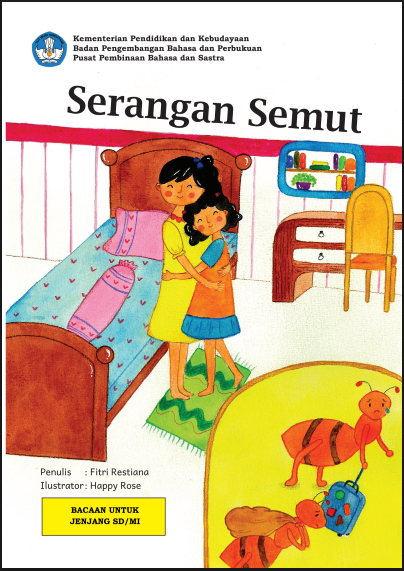 Kementerian Pendidikan dan Kebudayaan
Badan Pengembangan Bahasa dan Perbukuan
Pusat Pembinaan Bahasa dan Sastra
Serangan Semut
Penulis : Fitri Restiana
Ilustrator : Happy Rose
BACAAN UNTUK
JENJANG SD/MI